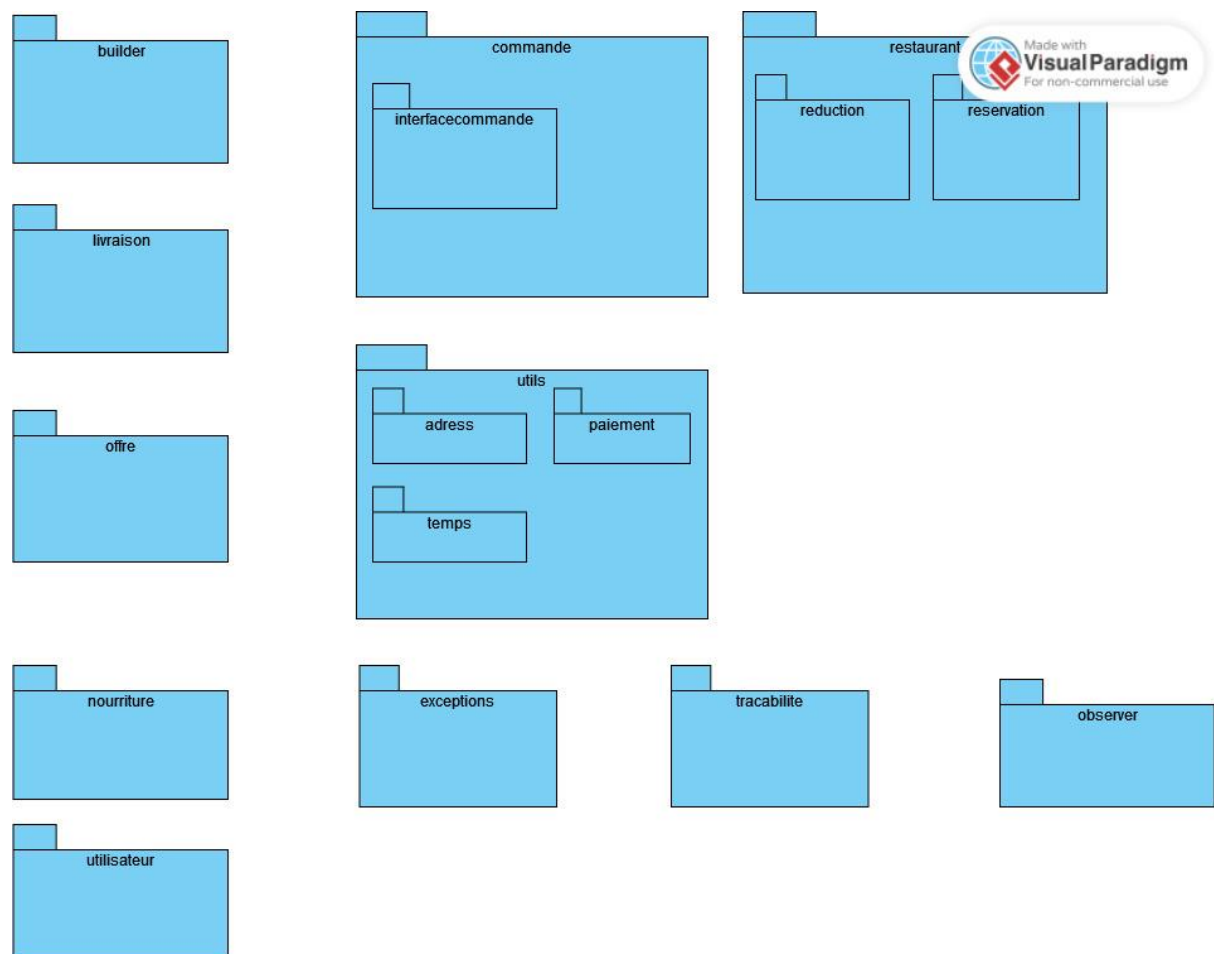 builder
commande
restaurant
Made with
Visual Paradigm
For non-commercial use
interfacecommande
reduction
reservation
livraison
utils
adress
paiement
offre
temps
nourriture
exceptions
tracabilite
observer
utilisateur